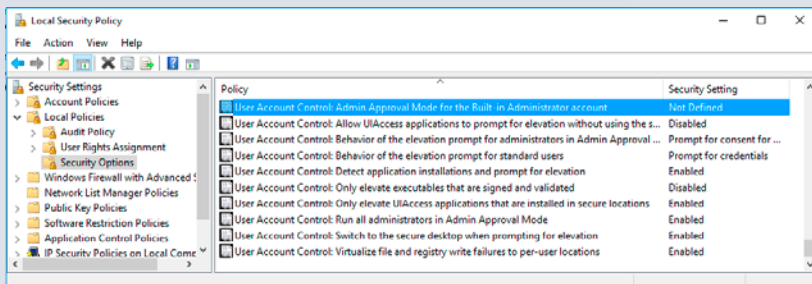 Local Security Policy
File Action View Help
Security Settings
Account Policies
Local Policies
Audit Policy
User Rights Assignment
Security Options
Windows Firewall with Advanced S
Network List Manager Policies
Public Key Policies
Software Restriction Policies
Application Control Policies
IP Security Policies on Local Comp
Policy Security Setting
User Account Control: Admin Approval Mode for the Built-in Administrator account Not Defined
User Account Control: Allow UIAccess applications to prompt for elevation without using the s... Disabled
User Account Control: Behavior of the elevation prompt for administrators in Admin Approval ... Prompt for consent for ...
User Account Control: Behavior of the elevation prompt for standard users Prompt for credentials
User Account Control: Detect application installations and prompt for elevation Enabled
User Account Control: Only elevate executables that are signed and validated Disabled
User Account Control: Only elevate UIAccess applications that are installed in secure locations Enabled
User Account Control: Run all administrators in Admin Approval Mode Enabled
User Account Control: Switch to the secure desktop when prompting for elevation Enabled
User Account Control: Virtualize file and registry write failures to per-user locations Enabled